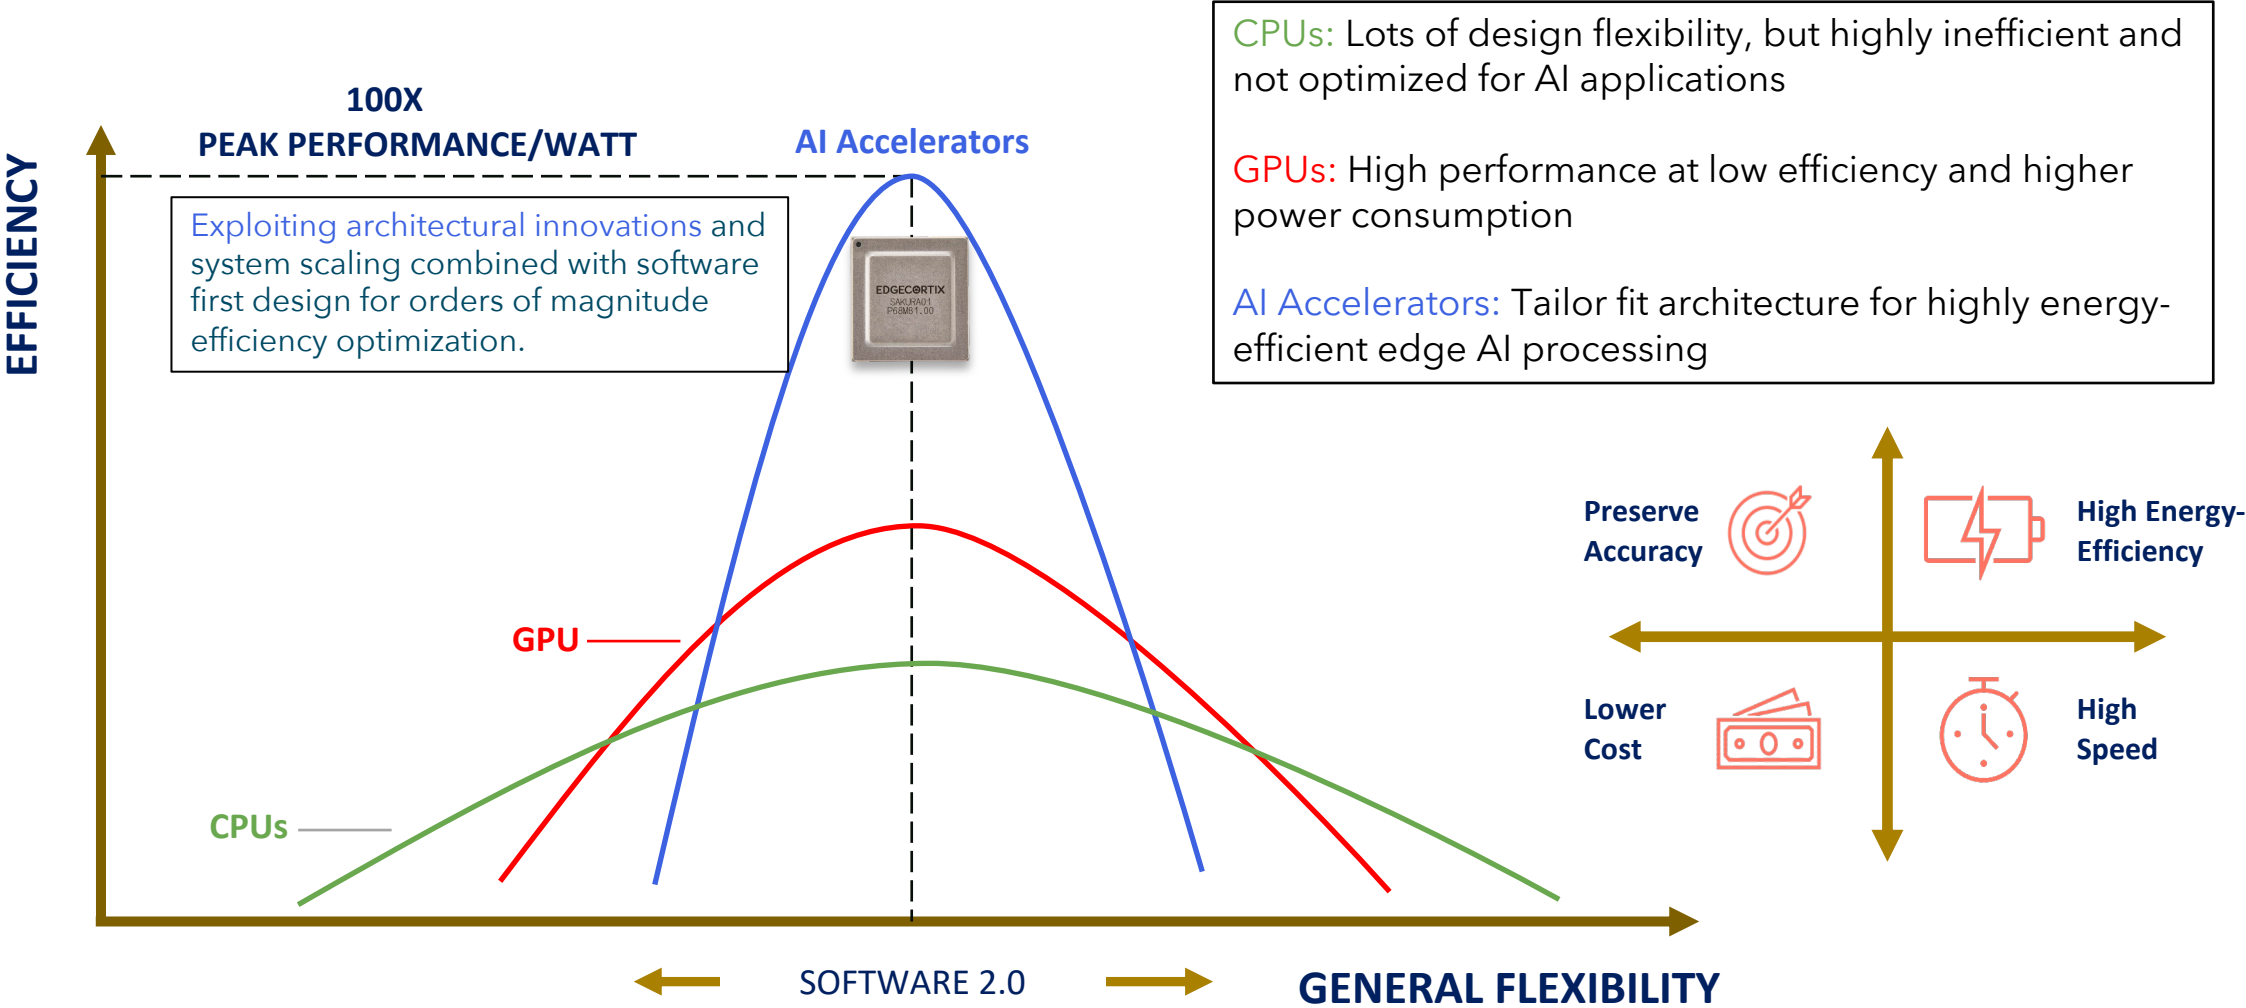 CPUs: Lots of design flexibility, but highly inefficient and
not optimized for AI applications
GPUs: High performance at low efficiency and higher
power consumption
AI Accelerators: Tailor fit architecture for highly energy-
efficient edge AI processing
100X
PEAK PERFORMANCE/WATT
AI Accelerators
EFFICIENCY
Exploiting architectural innovations and
system scaling combined with software
first design for orders of magnitude
efficiency optimization.
EDGECORTIX
SAKURA01
P68M81.00
GPU
CPUs
Preserve
Accuracy
High Energy-
Efficiency
Lower
Cost
High
Speed
SOFTWARE 2.0
GENERAL FLEXIBILITY